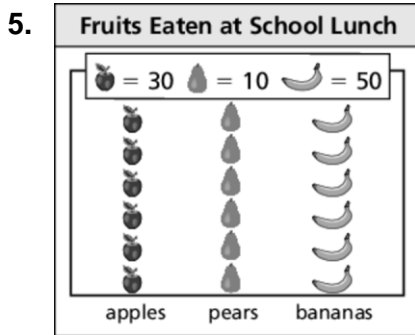 5.
Fruits Eaten at School Lunch
= 30 = 10 = 50
apples pears bananas